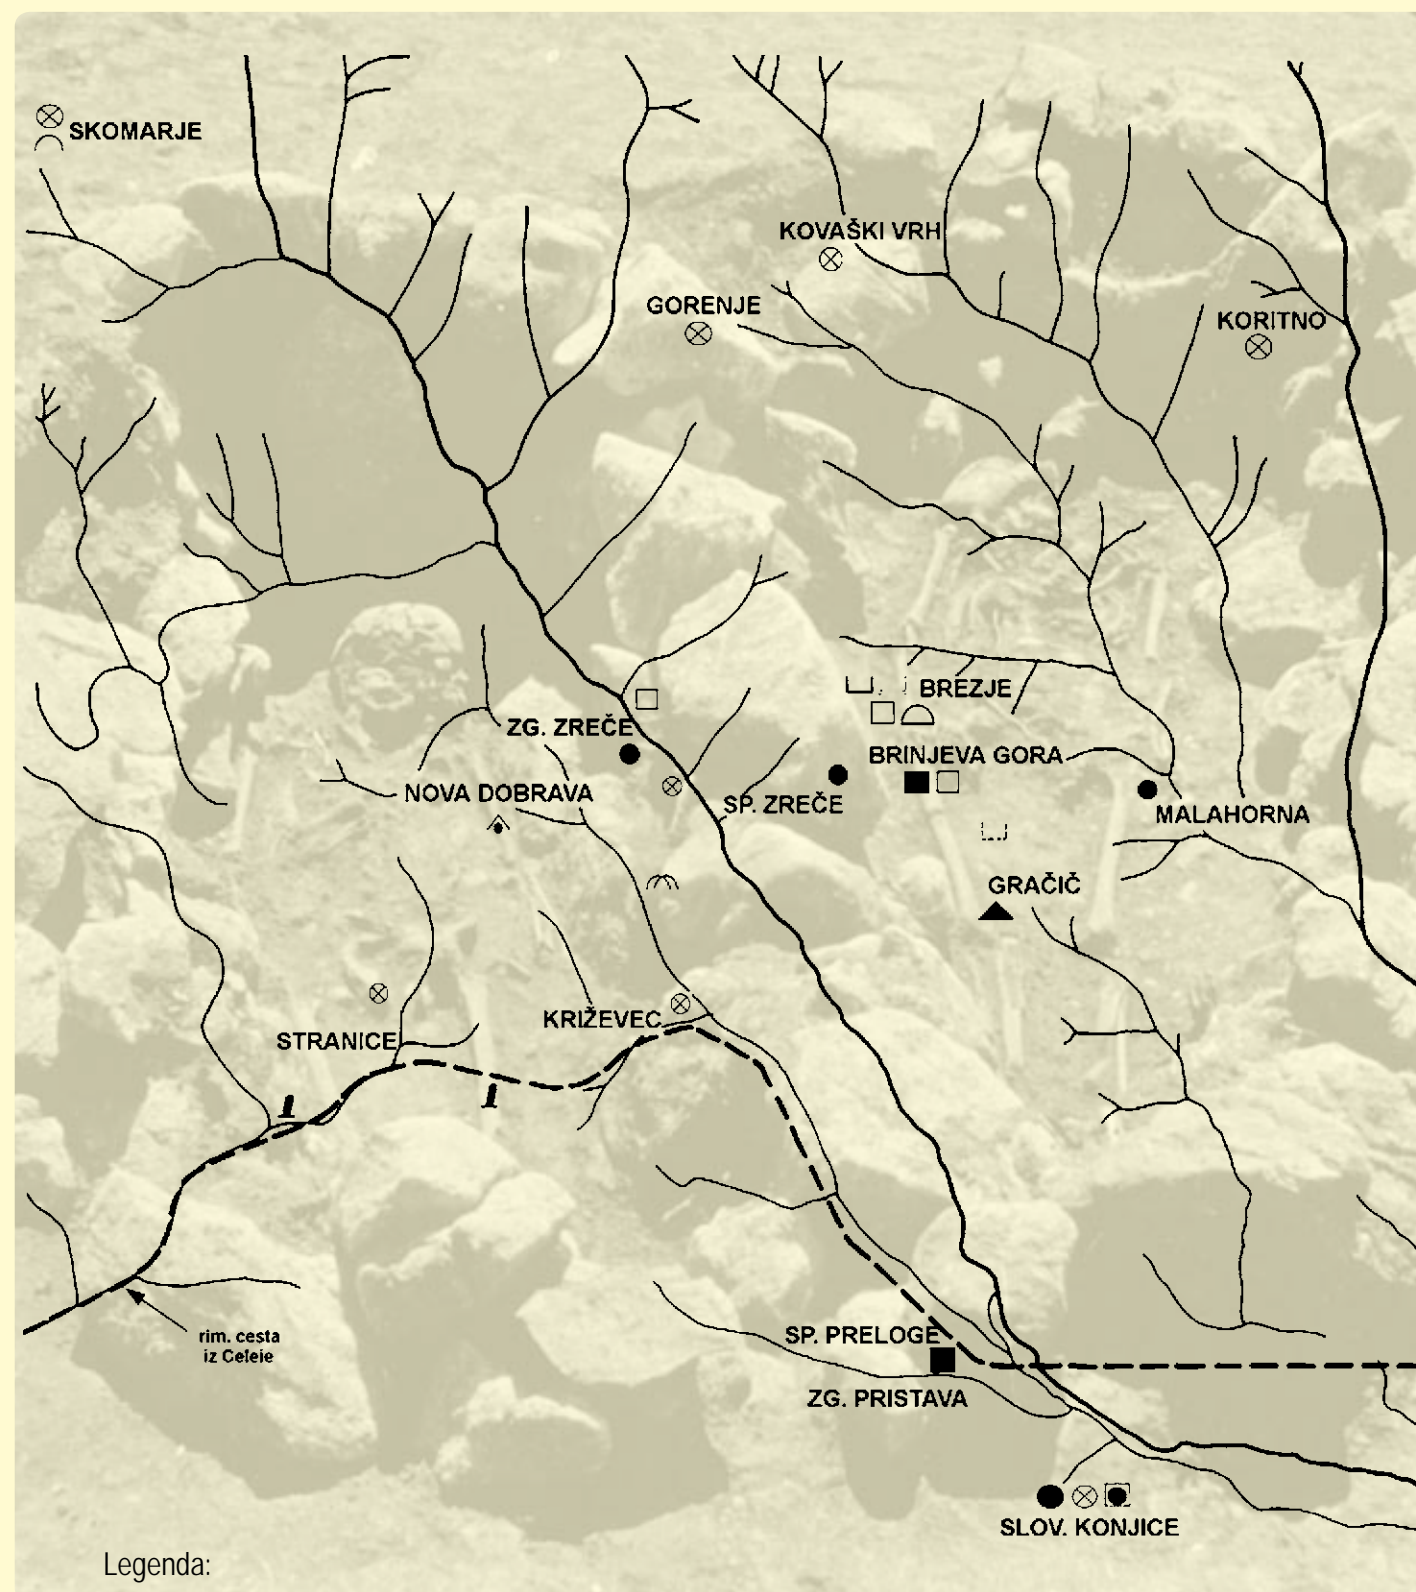 SKOMARJE
KOVAŠKI VRH
GORENJE
KORITNO
BREZJE
ZG. ZREČE
BRINJEVA GORA
NOVA DOBRAVA
SP. ZREČE
MALAHORNA
GRAČIČ
KRIŽEVEC
STRANICE
rim. cesta
iz Celeie
SP. PRELOGE
ZG. PRISTAVA
SLOV. KONJICE
Legenda: